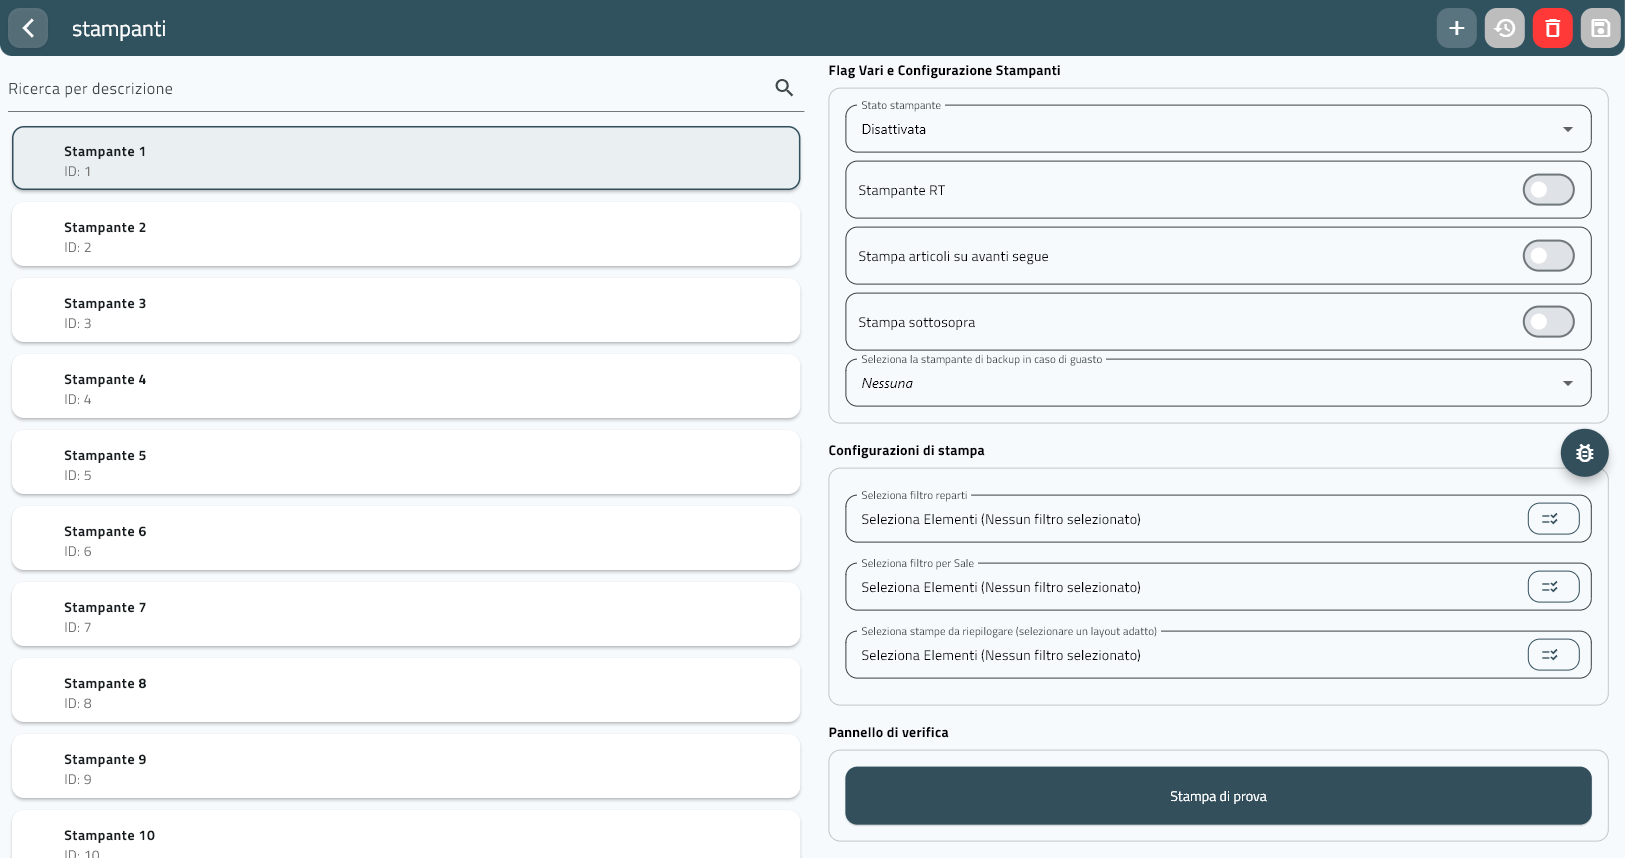 stampanti
Ricerca per descrizione
Stampante 1
ID: 1
Stampante 2
ID: 2
Stampante 3
ID: 3
Stampante 4
ID: 4
Stampante 5
ID: 5
Stampante 6
ID: 6
Stampante 7
ID: 7
Stampante 8
ID: 8
Stampante 9
ID: 9
Stampante 10
ID: 10
Flag Vari e Configurazione Stampanti
Stato stampante
Disattivata
Stampante RT
Stampa articoli su avanti segue
Stampa sottosopra
Seleziona la stampante di backup in caso di guasto
Nessuna
Configurazioni di stampa
Seleziona filtro reparti
Seleziona Elementi (Nessun filtro selezionato)
Seleziona filtro per Sale
Seleziona Elementi (Nessun filtro selezionato)
Seleziona stampe da riepilogare (selezionare un layout adatto)
Seleziona Elementi (Nessun filtro selezionato)
Pannello di verifica
Stampa di prova